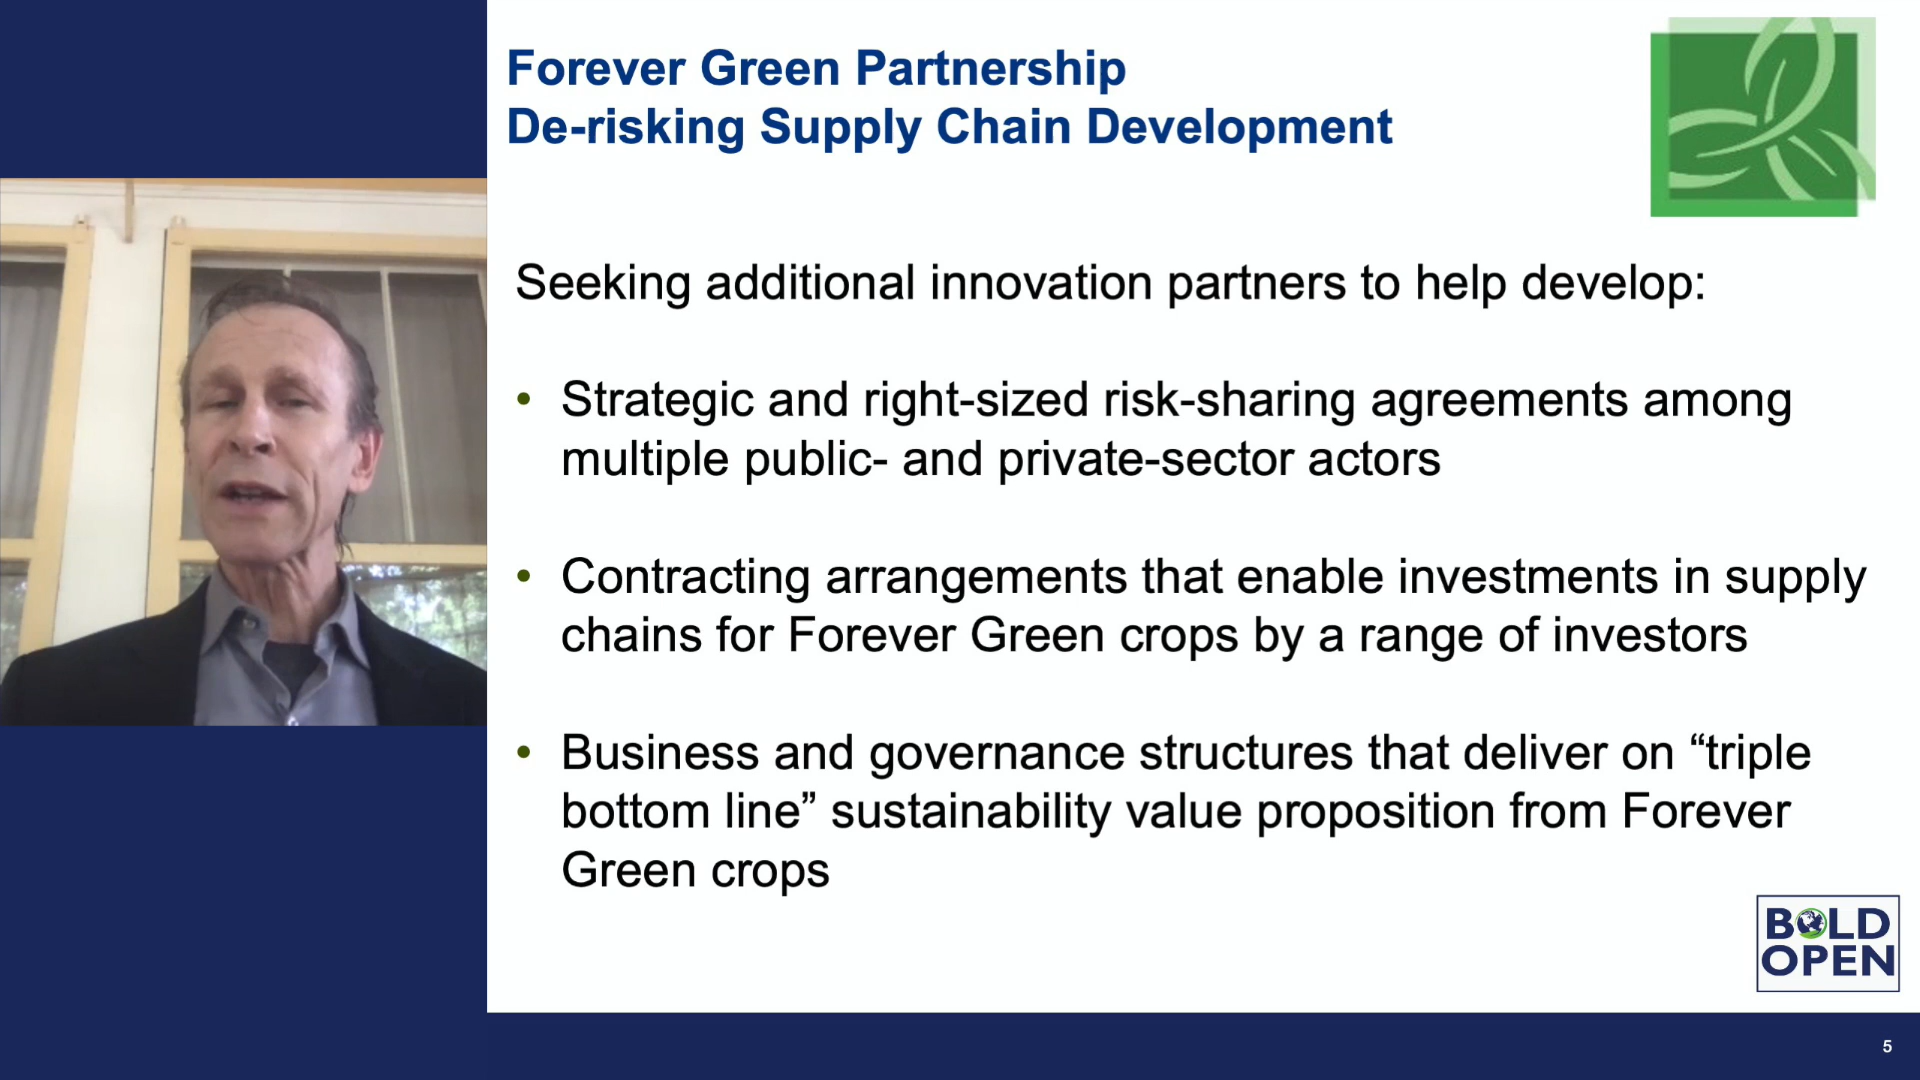 Forever Green Partnership
De-risking Supply Chain Development
Seeking additional innovation partners to help develop:
• Strategic and right-sized risk-sharing agreements among
multiple public- and private-sector actors
• Contracting arrangements that enable investments in supply
chains for Forever Green crops by a range of investors
• Business and governance structures that deliver on “triple
bottom line” sustainability value proposition from Forever
Green crops
BOLD
OPEN
5